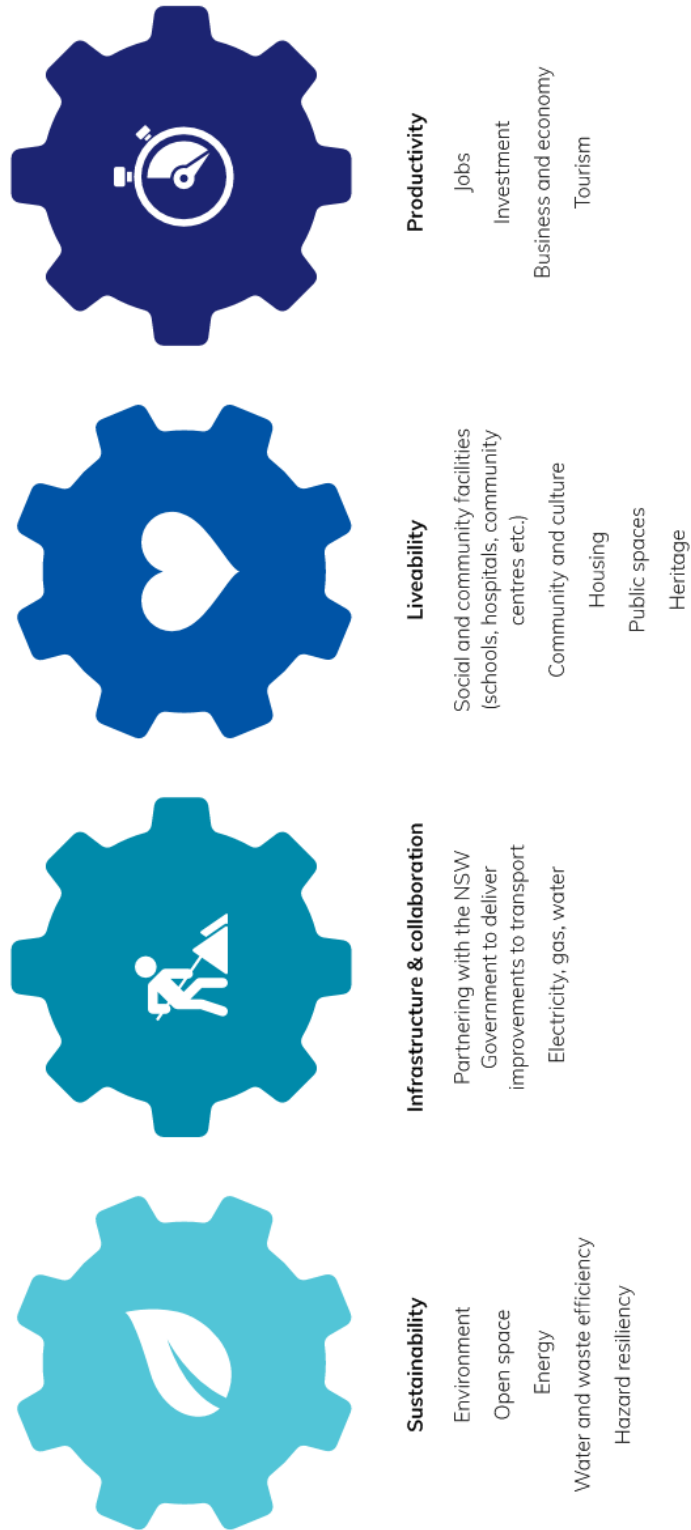 Sustainability
Environment
Open space
Energy
Water and waste efficiency
Hazard resiliency
Infrastructure & collaboration
Partnering with the NSW
Government to deliver
improvements to transport
Electricity, gas, water
Liveability
Social and community facilities
(schools, hospitals, community
centres etc.)
Community and culture
Housing
Public spaces
Heritage
Productivity
Jobs
Investment
Business and economy
Tourism